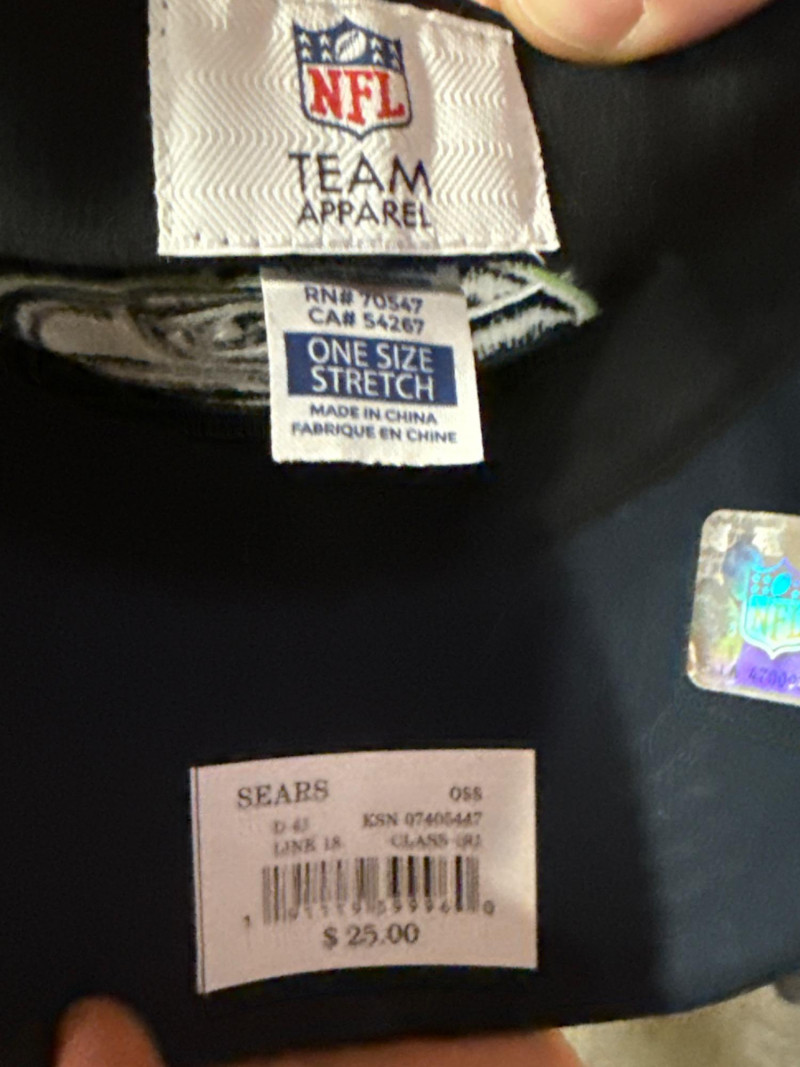 NFL
TEAM
APPAREL
RN# 70547
CA# 54267
ONE SIZE
STRETCH
MADE IN CHINA
FABRIQUE EN CHINE
NFL
SEARS OSS
D 43 KSN 07405447
LINE 18 CLASS
$ 25.00